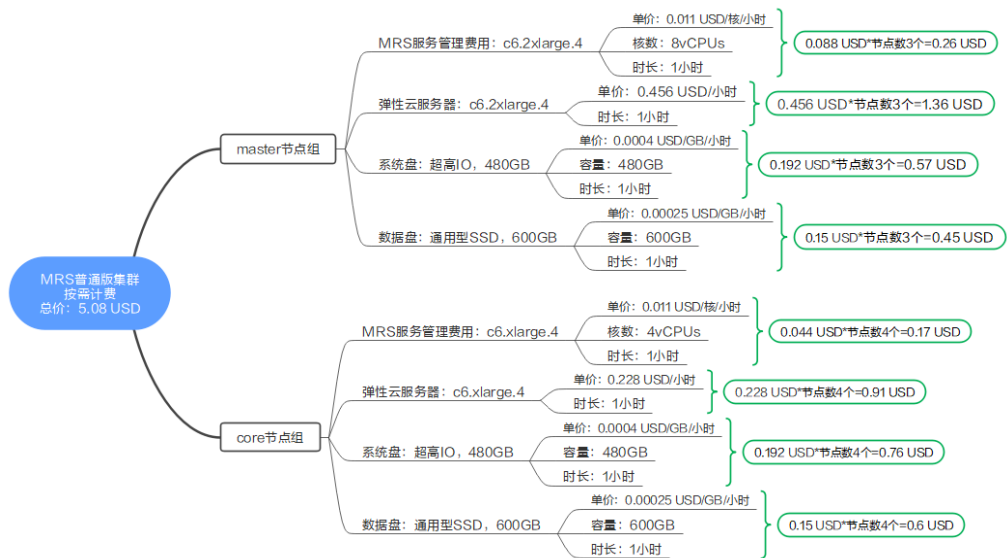 MRS普通版集群
按需计费
总价：5.08 USD
master节点组
MRS服务管理费用：c6.2xlarge.4
单价：0.011 USD/核/小时
核数：8vCPUs
时长：1小时
0.088 USD*节点数3个=0.26 USD
弹性云服务器：c6.2xlarge.4
单价：0.456 USD/小时
时长：1小时
0.456 USD*节点数3个=1.36 USD
系统盘：超高IO，480GB
单价：0.0004 USD/GB/小时
容量：480GB
时长：1小时
0.192 USD*节点数3个=0.57 USD
数据盘：通用型SSD，600GB
单价：0.00025 USD/GB/小时
容量：600GB
时长：1小时
0.15 USD*节点数3个=0.45 USD
core节点组
MRS服务管理费用：c6.xlarge.4
单价：0.011 USD/核/小时
核数：4vCPUs
时长：1小时
0.044 USD*节点数4个=0.17 USD
弹性云服务器：c6.xlarge.4
单价：0.228 USD/小时
时长：1小时
0.228 USD*节点数4个=0.91 USD
系统盘：超高IO，480GB
单价：0.0004 USD/GB/小时
容量：480GB
时长：1小时
0.192 USD*节点数4个=0.76 USD
数据盘：通用型SSD，600GB
单价：0.00025 USD/GB/小时
容量：600GB
时长：1小时
0.15 USD*节点数4个=0.6 USD